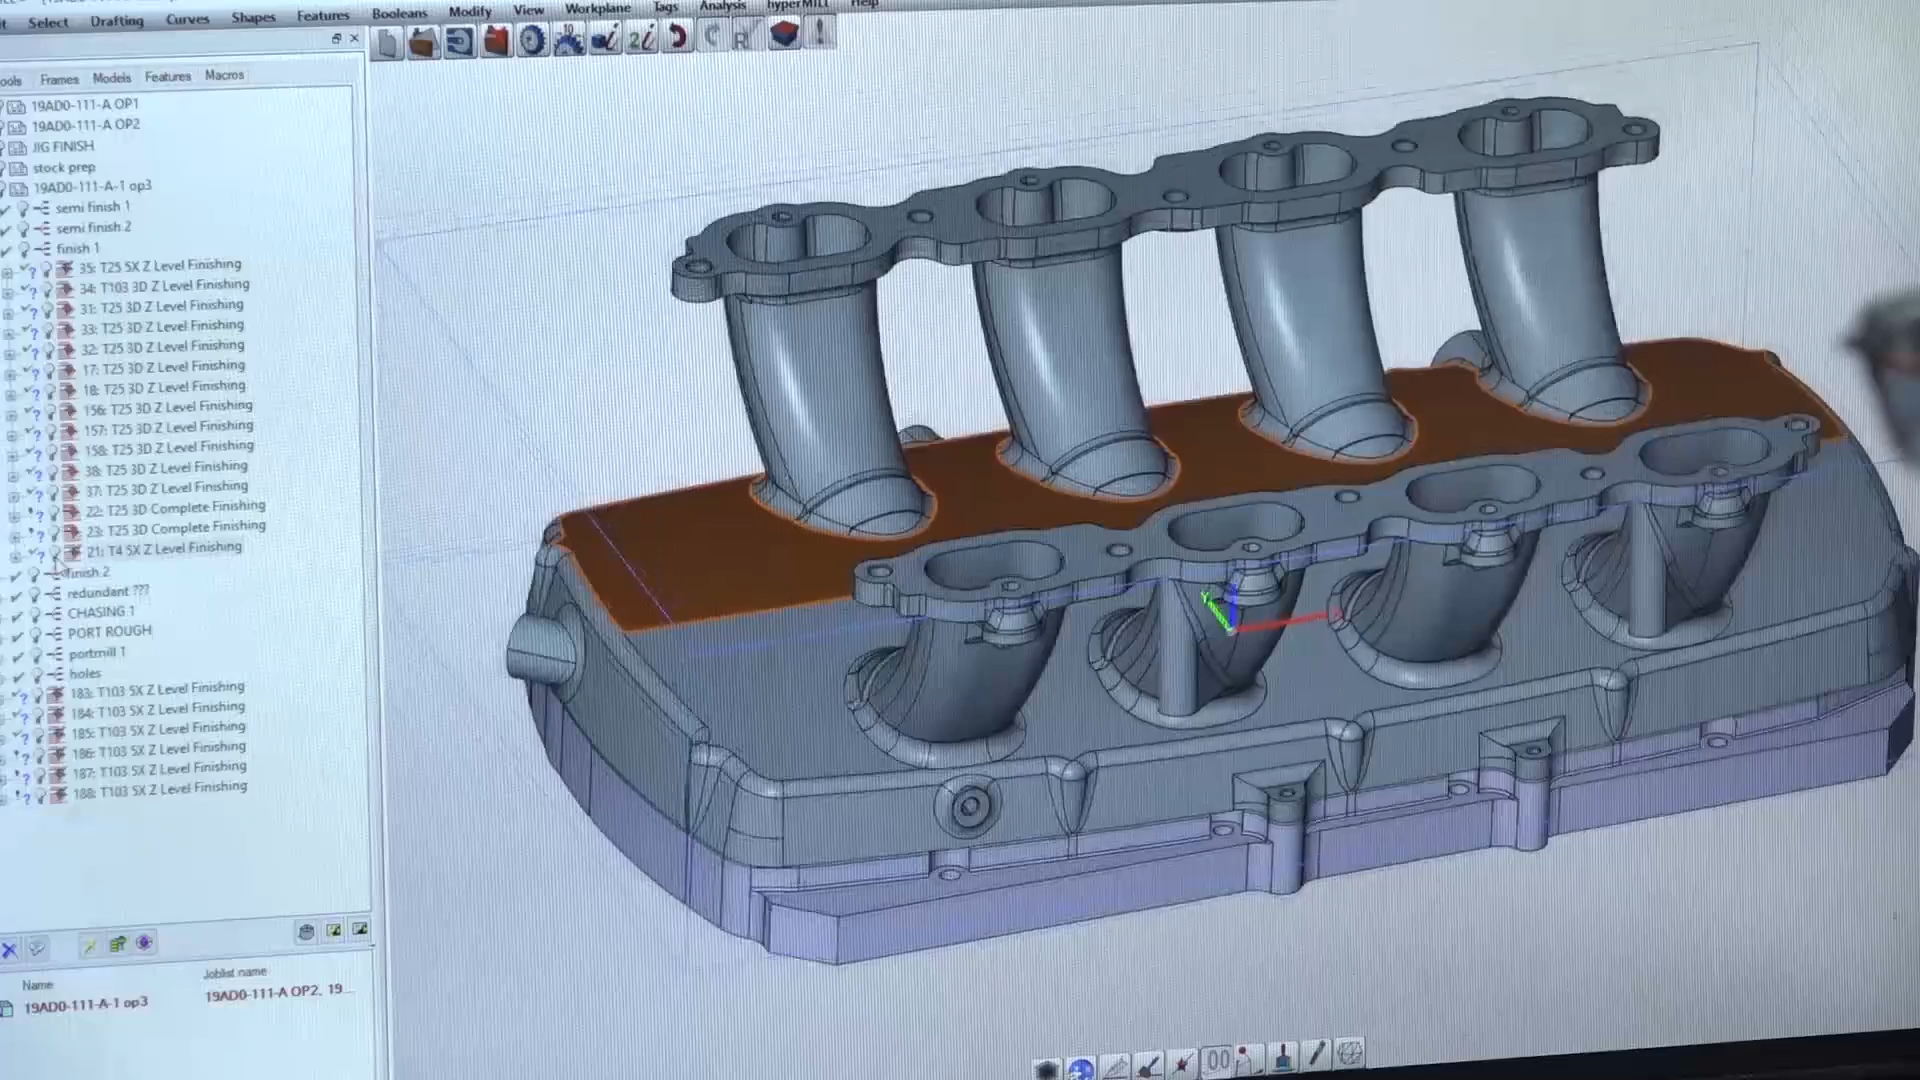 Select Drafting Curves Shapes Features Booleans Modify View Workplane Tags Analysis hyperMILL Help
Frames Models Features Macros
19AD0-111-A OP1
19AD0-111-A OP2
JIG FINISH
stock prep
19AD0-111-A-1 op3
semi finish 1
semi finish 2
finish 1
35: T25 5X Z Level Finishing
34: T103 3D Z Level Finishing
31: T25 3D Z Level Finishing
33: T25 3D Z Level Finishing
32: T25 3D Z Level Finishing
17: T25 3D Z Level Finishing
18: T25 3D Z Level Finishing
156: T25 3D Z Level Finishing
157: T25 3D Z Level Finishing
158: T25 3D Z Level Finishing
38: T25 3D Z Level Finishing
37: T25 3D Z Level Finishing
22: T25 3D Complete Finishing
23: T25 3D Complete Finishing
21: T4 5X Z Level Finishing
finish 2
redundant ???
CHASING 1
PORT ROUGH
portmill 1
holes
183: T103 5X Z Level Finishing
184: T103 5X Z Level Finishing
185: T103 5X Z Level Finishing
186: T103 5X Z Level Finishing
187: T103 5X Z Level Finishing
188: T103 5X Z Level Finishing
Name Joblist name
19AD0-111-A-1 op3 19AD0-111-A OP2, 19...